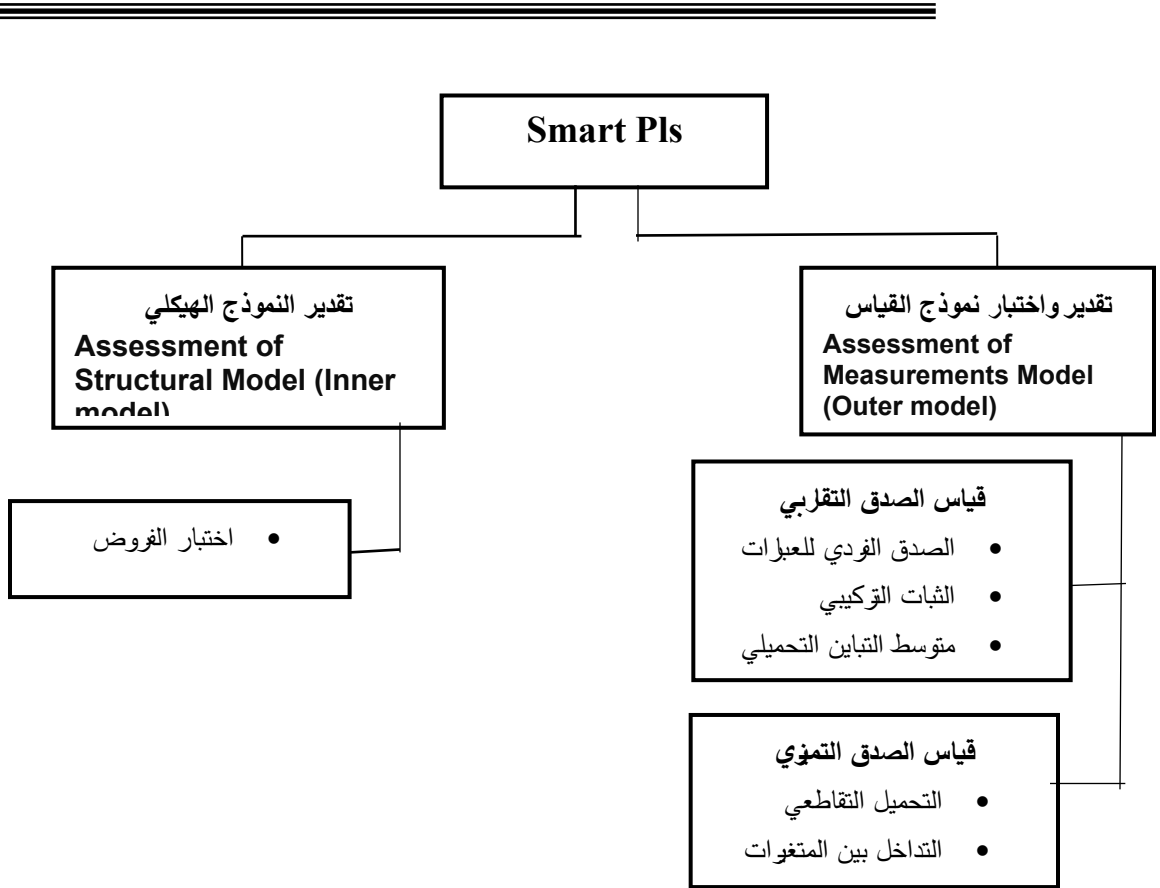 Smart Pls
تقدير واختبار نموذج القياس
Assessment of
Measurements Model
(Outer model)
تقدير النموذج الهيكلي
Assessment of
Structural Model (Inner
model)
قياس الصدق التقاربي
• الصدق الفردي للعبارات
• الثبات التركيبي
• متوسط التباين التحميلي
• اختبار الفروض
قياس الصدق التميزي
• التحميل التقاطعي
• التداخل بين المتغيرات